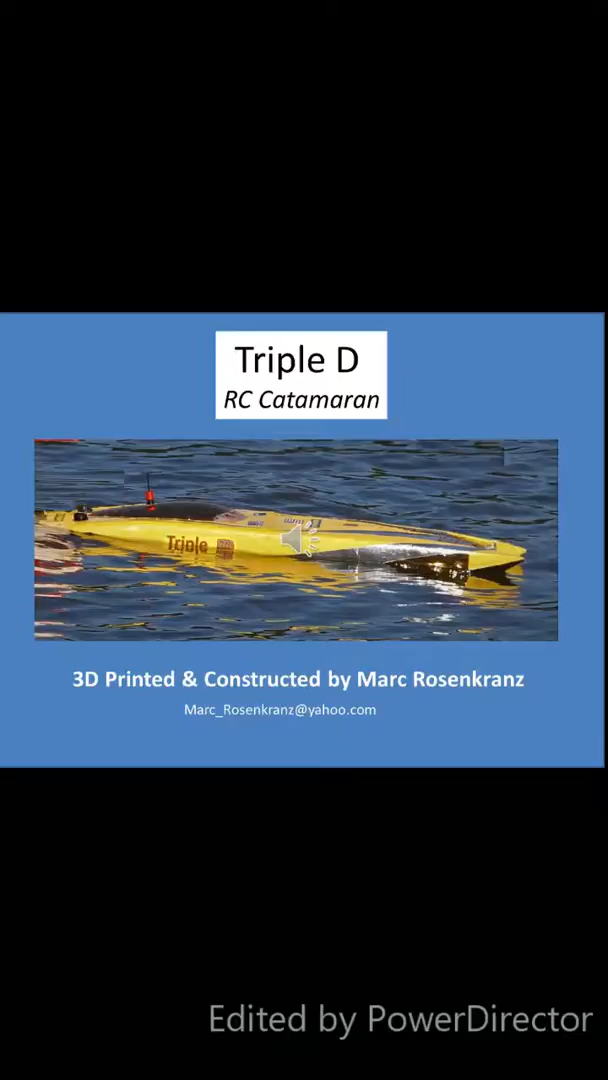 Triple D
RC Catamaran
Triple
3D Printed & Constructed by Marc Rosenkranz
Marc_Rosenkranz@yahoo.com
Edited by PowerDirector